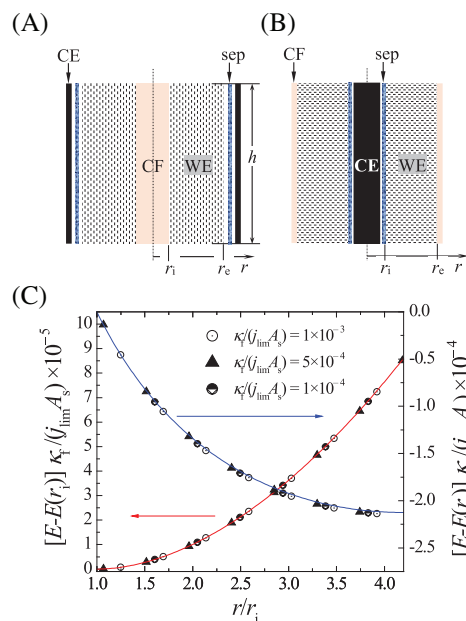 (A)
(B)
CE
sep
CF
sep
CF
WE
h
CE
WE
r_i
r_e
r
r_i
r_e
r
(C)
10
9
8
7
6
5
4
3
2
1
0
[E-E(r_i)] κ_f/(j_lim A_s) ×10⁻⁵
κ_f/(j_lim A_s) = 1×10⁻³
κ_f/(j_lim A_s) = 5×10⁻⁴
κ_f/(j_lim A_s) = 1×10⁻⁴
0.0
-0.5
-1.0
-1.5
-2.0
-2.5
[E-E(r_i)] κ_f/(j_lim A_s) ×10⁻⁴
1.0
1.5
2.0
2.5
3.0
3.5
4.0
r/r_i